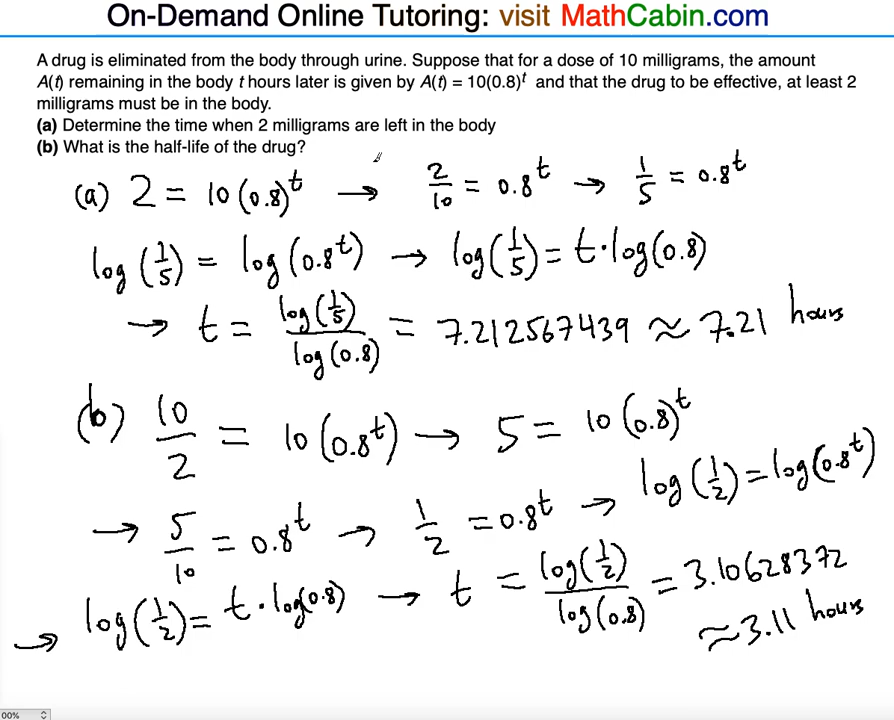 On-Demand Online Tutoring: visit MathCabin.com
A drug is eliminated from the body through urine. Suppose that for a dose of 10 milligrams, the amount
A(t) remaining in the body t hours later is given by A(t) = 10(0.8)^t and that the drug to be effective, at least 2
milligrams must be in the body.
(a) Determine the time when 2 milligrams are left in the body
(b) What is the half-life of the drug?
(a) 2 = 10(0.8)^t → 2/10 = 0.8^t → 1/5 = 0.8^t
log(1/5) = log(0.8^t) → log(1/5) = t·log(0.8)
→ t = log(1/5)/log(0.8) = 7.212567439 ≈ 7.21 hours
(b) 10/2 = 10(0.8^t) → 5 = 10(0.8)^t
→ 5/10 = 0.8^t → 1/2 = 0.8^t → log(1/2) = log(0.8^t)
→ log(1/2) = t·log(0.8) → t = log(1/2)/log(0.8) = 3.10628372
≈ 3.11 hours
00%